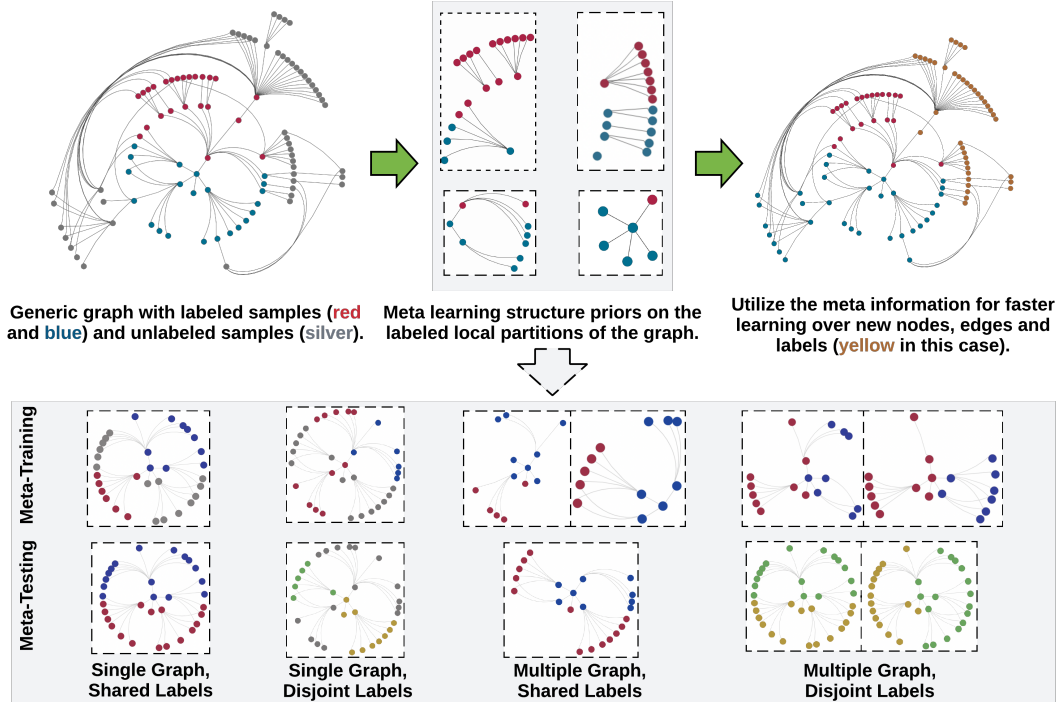 Generic graph with labeled samples (red
and blue) and unlabeled samples (silver).
Meta learning structure priors on the
labeled local partitions of the graph.
Utilize the meta information for faster
learning over new nodes, edges and
labels (yellow in this case).
Meta-Training
Meta-Testing
Single Graph,
Shared Labels
Single Graph,
Disjoint Labels
Multiple Graph,
Shared Labels
Multiple Graph,
Disjoint Labels